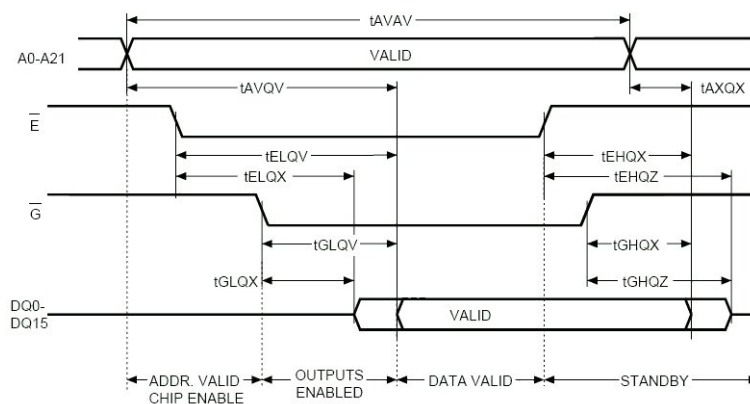 tAVAV
A0-A21
VALID
tAVQV
tAXQX
E
tELQV
tEHQX
tELQX
tEHQZ
G
tGLQV
tGHQX
tGLQX
tGHQZ
DQ0-
DQ15
VALID
ADDR. VALID
CHIP ENABLE
OUTPUTS
ENABLED
DATA VALID
STANDBY